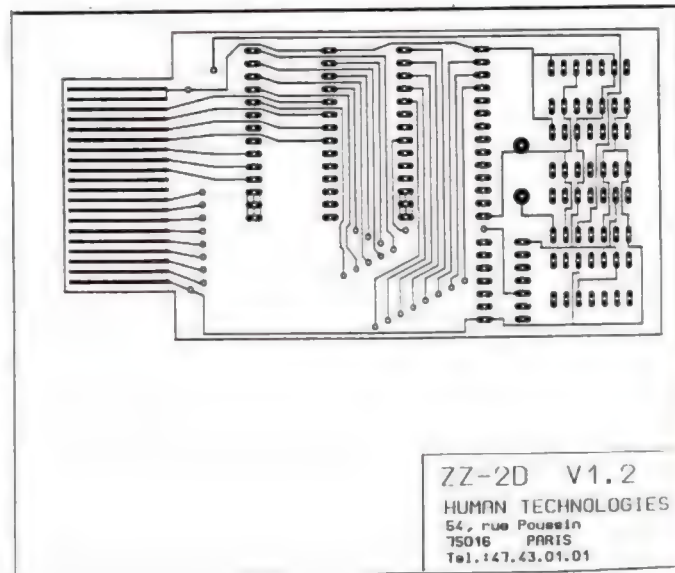 ZZ-2D V1.2
HUMAN TECHNOLOGIES
54, rue Poussin
75016 PARIS
Tel.:47.43.01.01